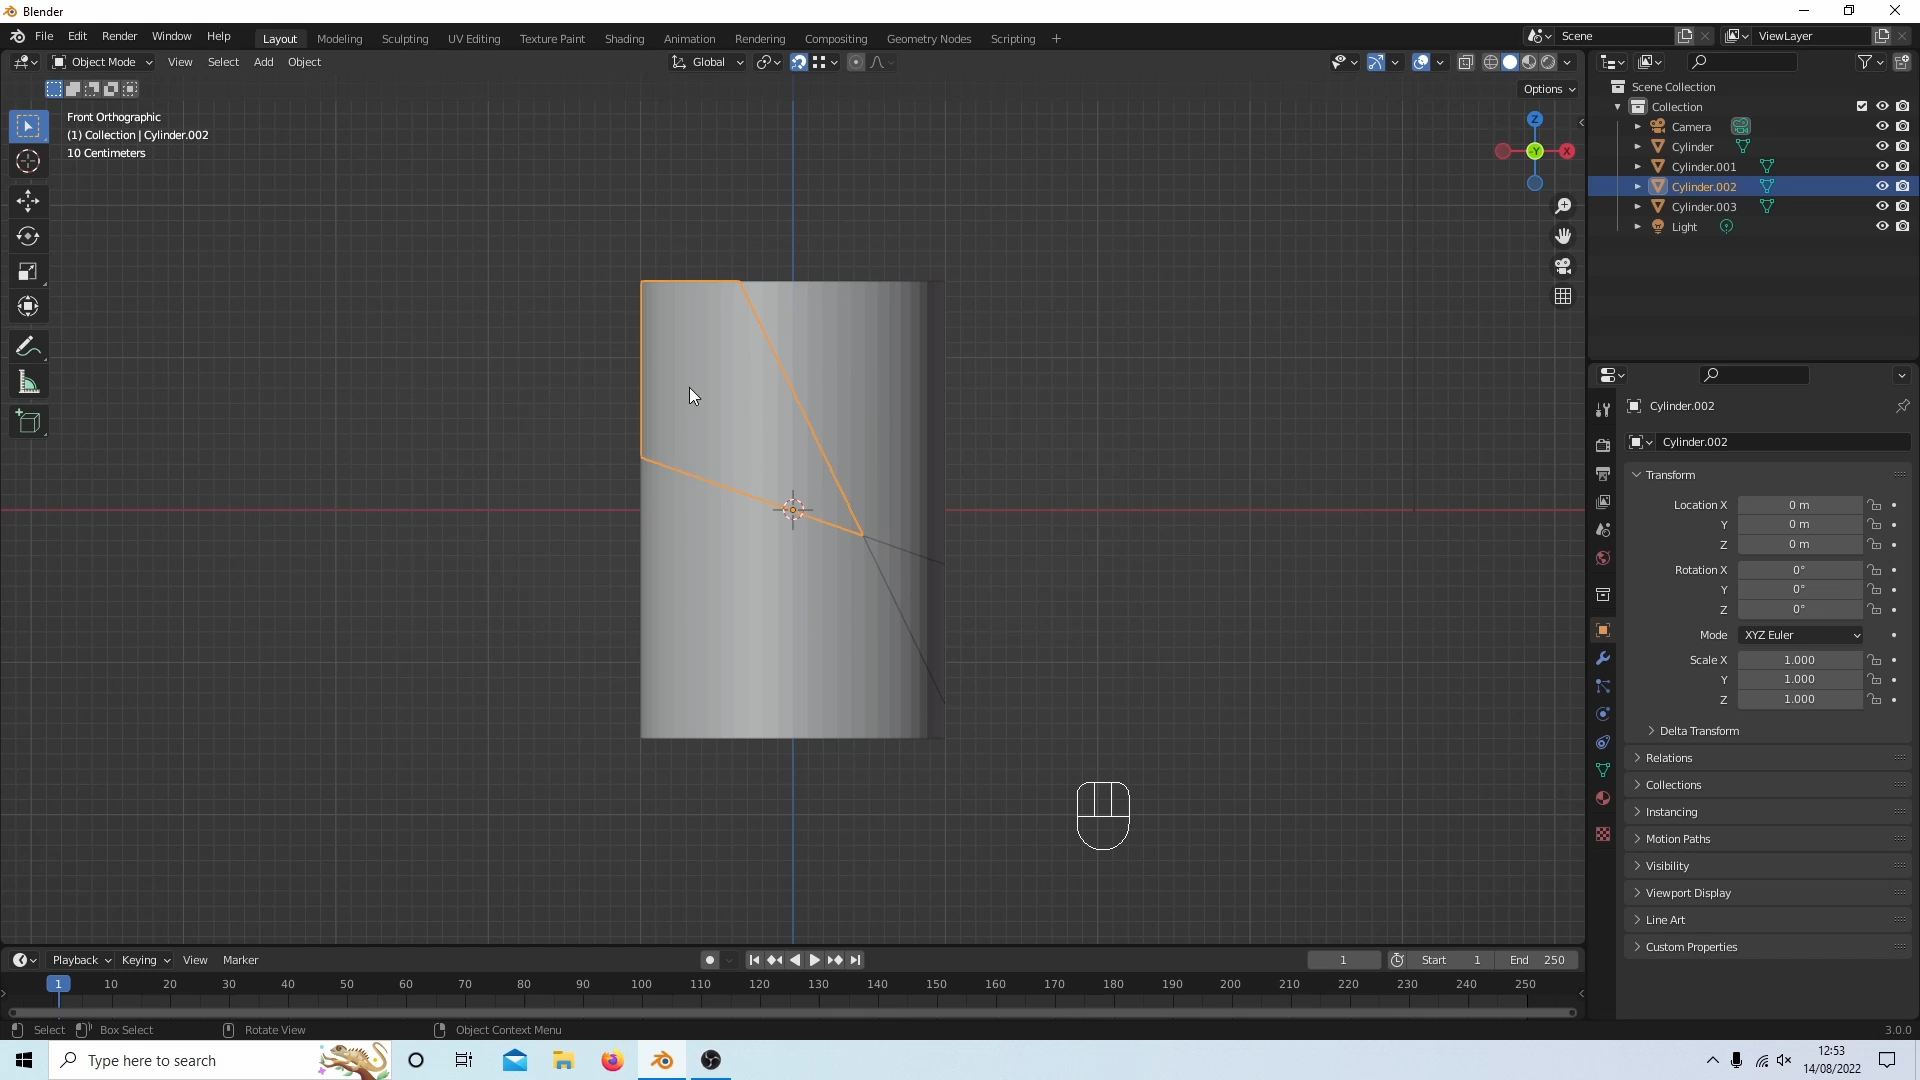 Blender
File Edit Render Window Help
Layout Modeling Sculpting UV Editing Texture Paint Shading Animation Rendering Compositing Geometry Nodes Scripting +
Scene
ViewLayer
Object Mode View Select Add Object
Global
Options
Front Orthographic
(1) Collection | Cylinder.002
10 Centimeters
Z
-Y
X
Scene Collection
Collection
Camera
Cylinder
Cylinder.001
Cylinder.002
Cylinder.003
Light
Cylinder.002
Cylinder.002
Transform
Location X 0 m
Y 0 m
Z 0 m
Rotation X 0°
Y 0°
Z 0°
Mode XYZ Euler
Scale X 1.000
Y 1.000
Z 1.000
Delta Transform
Relations
Collections
Instancing
Motion Paths
Visibility
Viewport Display
Line Art
Custom Properties
Playback Keying View Marker
1 Start 1 End 250
1 10 20 30 40 50 60 70 80 90 100 110 120 130 140 150 160 170 180 190 200 210 220 230 240 250
Select Box Select Rotate View Object Context Menu
3.0.0
Type here to search
12:53
14/08/2022